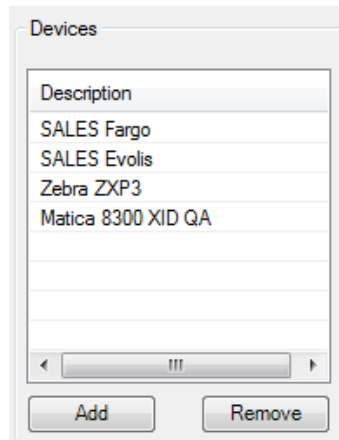 Devices
Description
SALES Fargo
SALES Evolis
Zebra ZXP3
Matica 8300 XID QA
Add Remove